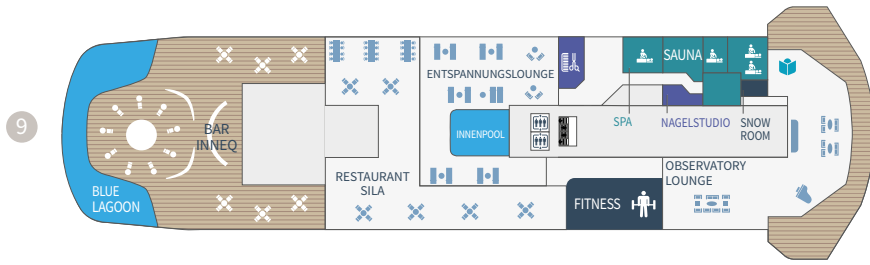 9
BLUE
LAGOON
BAR
INNEQ
RESTAURANT
SILA
ENTSPANNUNGSLOUNGE
INNENPOOL
SAUNA
SPA
NAGELSTUDIO
SNOW
ROOM
OBSERVATORY
LOUNGE
FITNESS